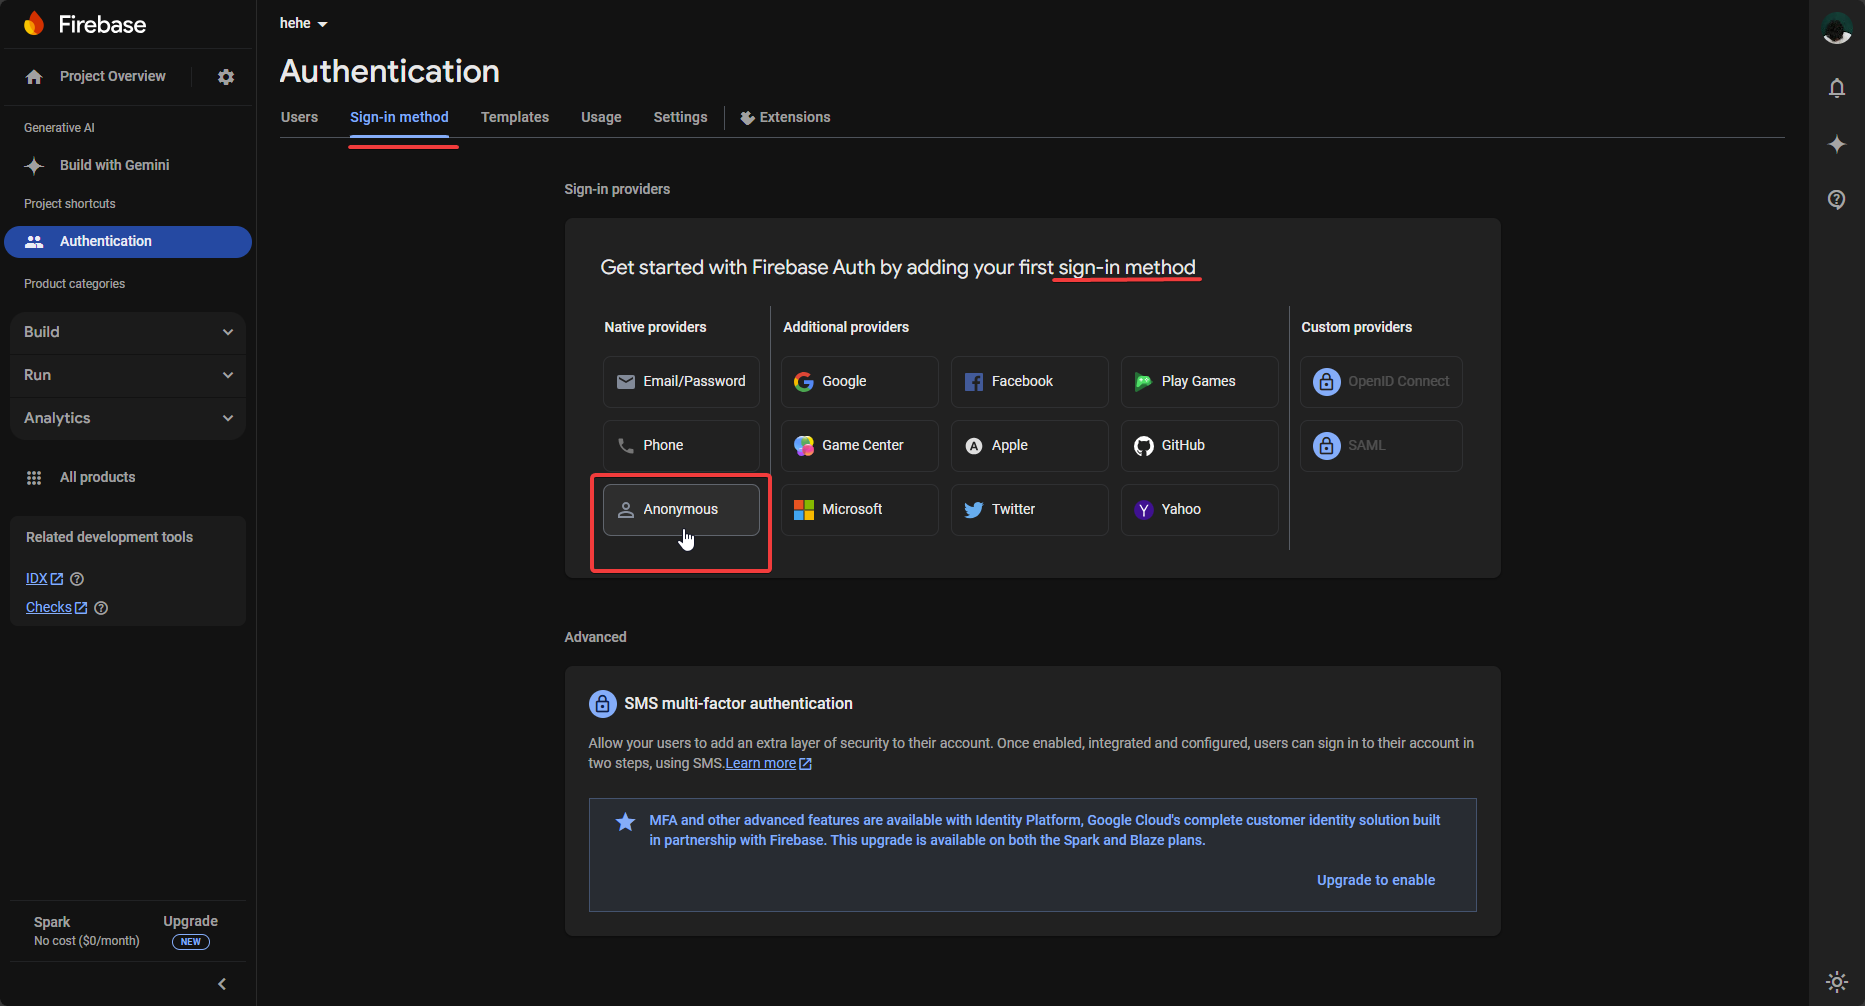 Firebase
hehe
Project Overview
Authentication
Users
Sign-in method
Templates
Usage
Settings
Extensions
Generative AI
Build with Gemini
Project shortcuts
Authentication
Product categories
Build
Run
Analytics
All products
Related development tools
IDX
Checks
Spark
No cost ($0/month)
Upgrade
NEW
Sign-in providers
Get started with Firebase Auth by adding your first sign-in method
Native providers
Additional providers
Custom providers
Email/Password
Google
Facebook
Play Games
OpenID Connect
Phone
Game Center
Apple
GitHub
SAML
Anonymous
Microsoft
Twitter
Yahoo
Advanced
SMS multi-factor authentication
Allow your users to add an extra layer of security to their account. Once enabled, integrated and configured, users can sign in to their account in
two steps, using SMS.Learn more
MFA and other advanced features are available with Identity Platform, Google Cloud's complete customer identity solution built
in partnership with Firebase. This upgrade is available on both the Spark and Blaze plans.
Upgrade to enable